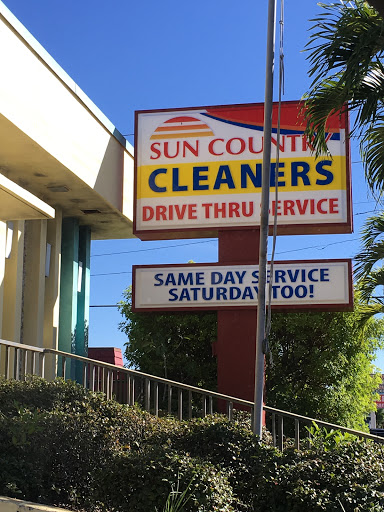 SUN COUNTRY
CLEANERS
DRIVE THRU SERVICE
SAME DAY SERVICE
SATURDAY TOO!